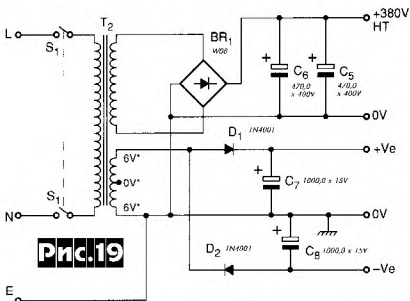 L
S1
T2
BR1
W08
+380V
HT
C6
470,0
x 400V
C5
470,0
x 400V
0V
D1 1N4001
+Ve
6V*
0V*
6V*
C7 1000,0 x 15V
0V
N
S1
Рис.19
D2 1N4001
C8 1000,0 x 15V
-Ve
E